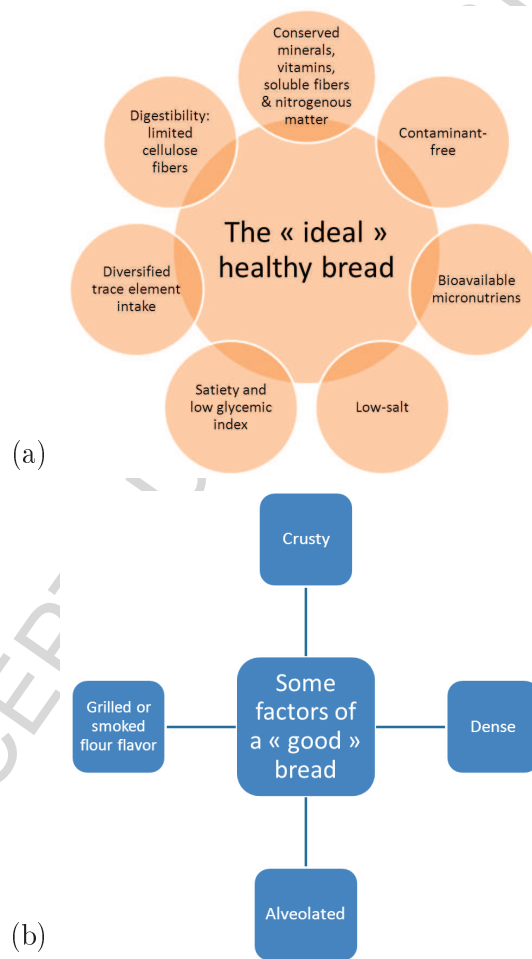 Conserved
minerals,
vitamins,
soluble fibers
& nitrogenous
matter
Digestibility:
limited
cellulose
fibers
Contaminant-
free
The « ideal »
healthy bread
Diversified
trace element
intake
Bioavailable
micronutriens
Satiety and
low glycemic
index
Low-salt
(a)
Crusty
Grilled or
smoked
flour flavor
Some
factors of
a « good »
bread
Dense
Alveolated
(b)